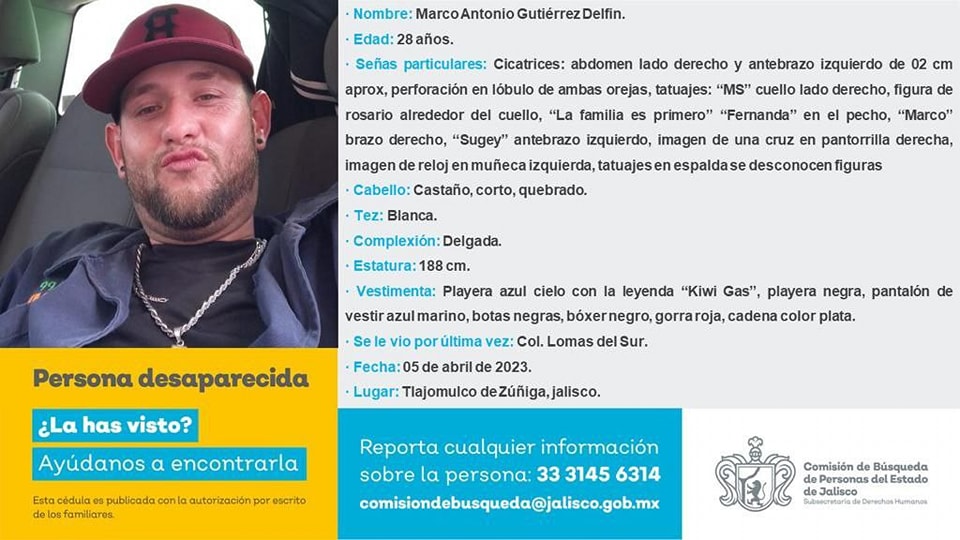 · Nombre: Marco Antonio Gutiérrez Delfin.
· Edad: 28 años.
· Señas particulares: Cicatrices: abdomen lado derecho y antebrazo izquierdo de 02 cm
aprox, perforación en lóbulo de ambas orejas, tatuajes: “MS” cuello lado derecho, figura de
rosario alrededor del cuello, “La familia es primero” “Fernanda” en el pecho, “Marco”
brazo derecho, “Sugey” antebrazo izquierdo, imagen de una cruz en pantorrilla derecha,
imagen de reloj en muñeca izquierda, tatuajes en espalda se desconocen figuras
· Cabello: Castaño, corto, quebrado.
· Tez: Blanca.
· Complexión: Delgada.
· Estatura: 188 cm.
· Vestimenta: Playera azul cielo con la leyenda “Kiwi Gas”, playera negra, pantalón de
vestir azul marino, botas negras, bóxer negro, gorra roja, cadena color plata.
· Se le vio por última vez: Col. Lomas del Sur.
· Fecha: 05 de abril de 2023.
· Lugar: Tlajomulco de Zúñiga, jalisco.
Persona desaparecida
¿La has visto?
Ayúdanos a encontrarla
Esta cédula es publicada con la autorización por escrito
de los familiares.
Reporta cualquier información
sobre la persona: 33 3145 6314
comisiondebusqueda@jalisco.gob.mx
Comisión de Búsqueda
de Personas del Estado
de Jalisco
Subsecretaría de Derechos Humanos